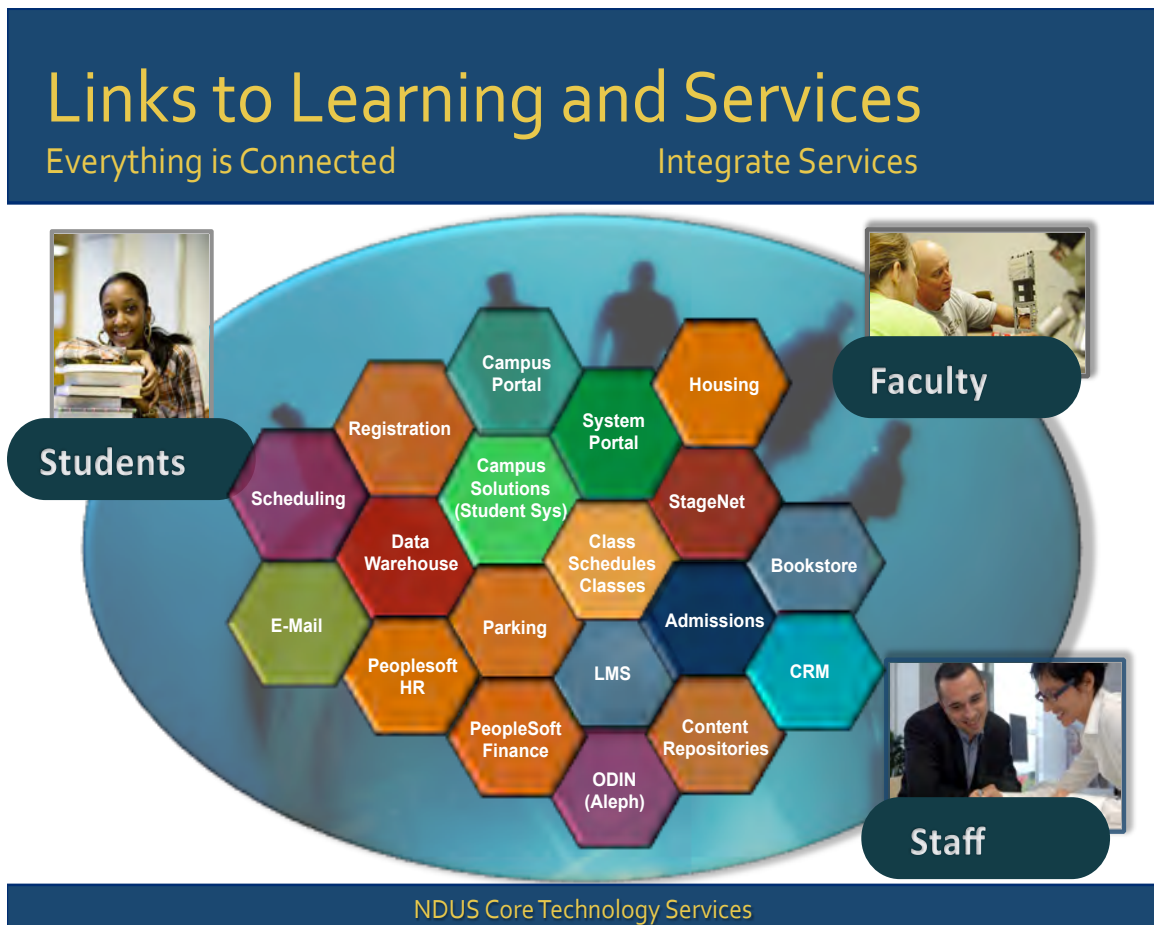 Links to Learning and Services
Everything is Connected
Integrate Services
Students
Faculty
Staff
Campus
Portal
Housing
System
Portal
Registration
Scheduling
Campus
Solutions
(Student Sys)
StageNet
Data
Warehouse
Class
Schedules
Classes
Bookstore
E-Mail
Parking
Admissions
Peoplesoft
HR
LMS
CRM
PeopleSoft
Finance
Content
Repositories
ODIN
(Aleph)
NDUS Core Technology Services